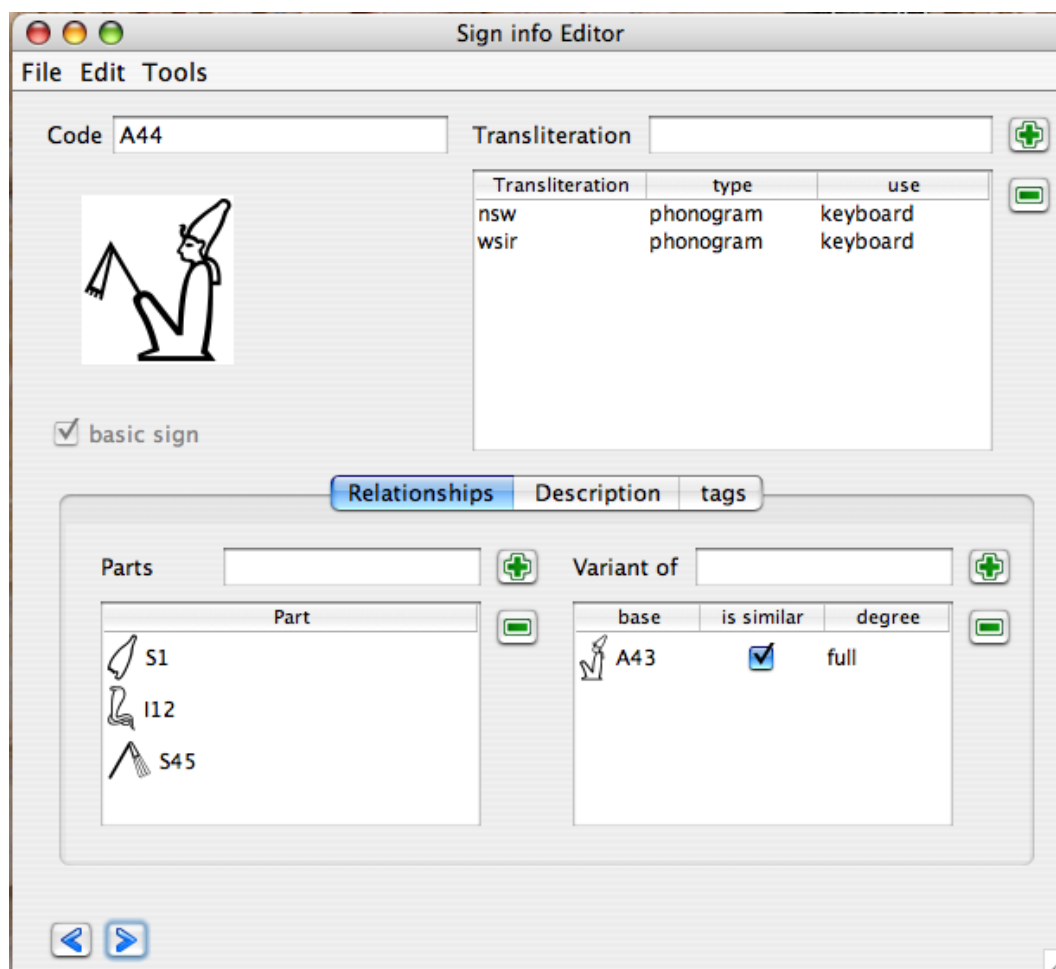 Sign info Editor
File Edit Tools
Code A44
Transliteration
Transliteration type use
nsw phonogram keyboard
wsir phonogram keyboard
basic sign
Relationships Description tags
Parts
Variant of
Part
S1
I12
S45
base is similar degree
A43 full